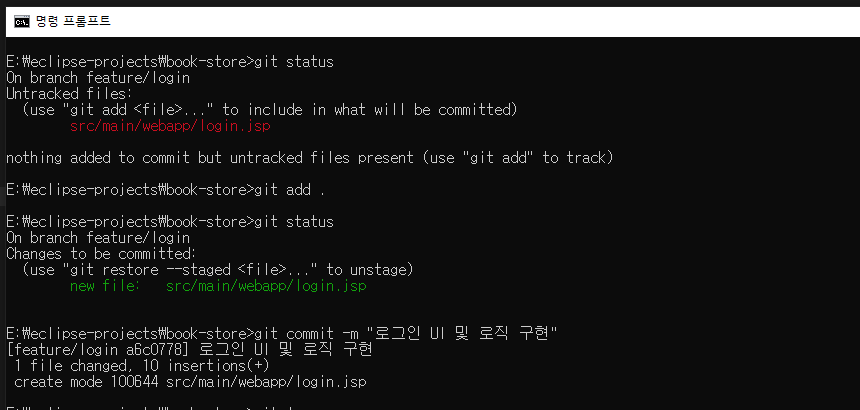 명령 프롬프트
E:\eclipse-projects\book-store>git status
On branch feature/login
Untracked files:
  (use "git add <file>..." to include in what will be committed)
        src/main/webapp/login.jsp
nothing added to commit but untracked files present (use "git add" to track)
E:\eclipse-projects\book-store>git add .
E:\eclipse-projects\book-store>git status
On branch feature/login
Changes to be committed:
  (use "git restore --staged <file>..." to unstage)
        new file:   src/main/webapp/login.jsp
E:\eclipse-projects\book-store>git commit -m "로그인 UI 및 로직 구현"
[feature/login a6c0778] 로그인 UI 및 로직 구현
 1 file changed, 10 insertions(+)
 create mode 100644 src/main/webapp/login.jsp